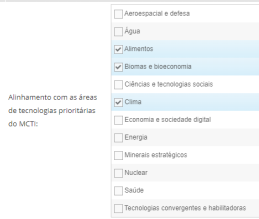 Alinhamento com as áreas
de tecnologias prioritárias
do MCTI:
Aeroespacial e defesa
Água
Alimentos
Biomas e bioeconomia
Ciências e tecnologias sociais
Clima
Economia e sociedade digital
Energia
Minerais estratégicos
Nuclear
Saúde
Tecnologias convergentes e habilitadoras